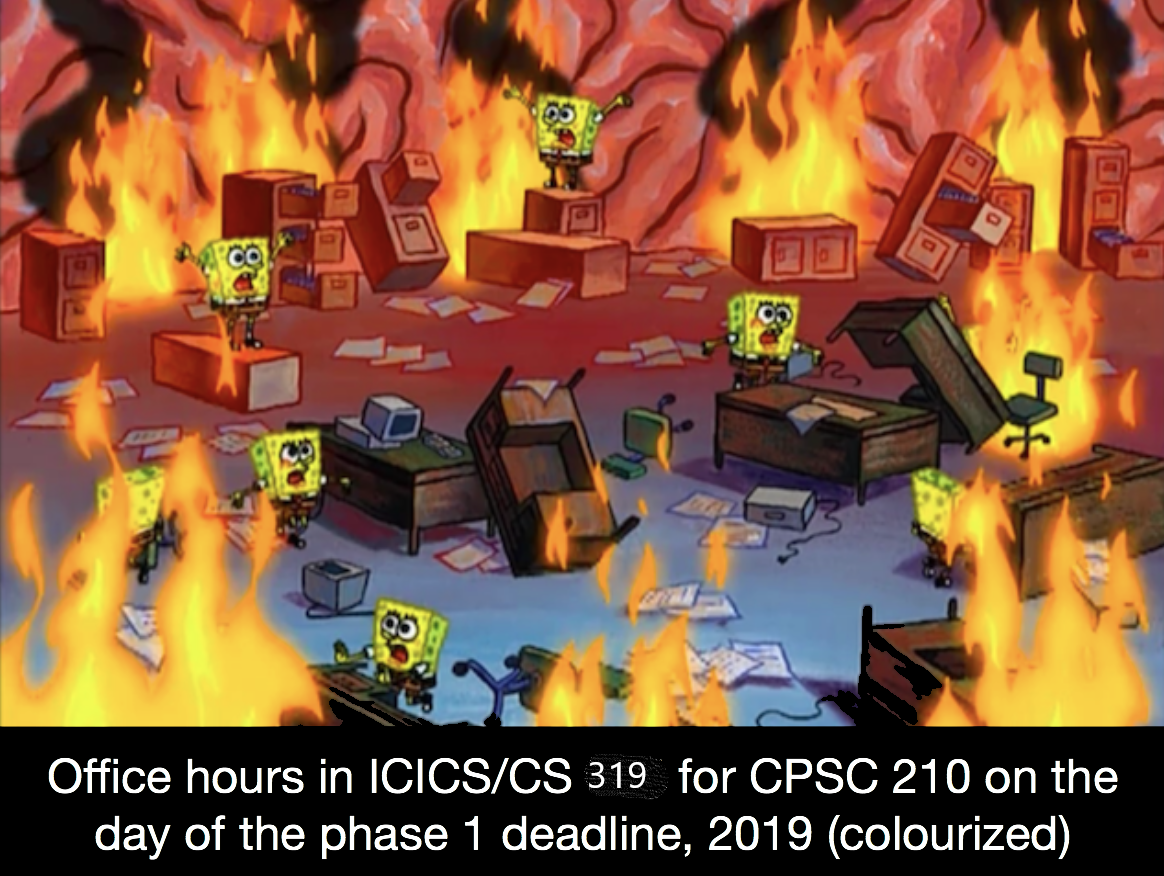 Office hours in ICICS/CS 319 for CPSC 210 on the
day of the phase 1 deadline, 2019 (colourized)